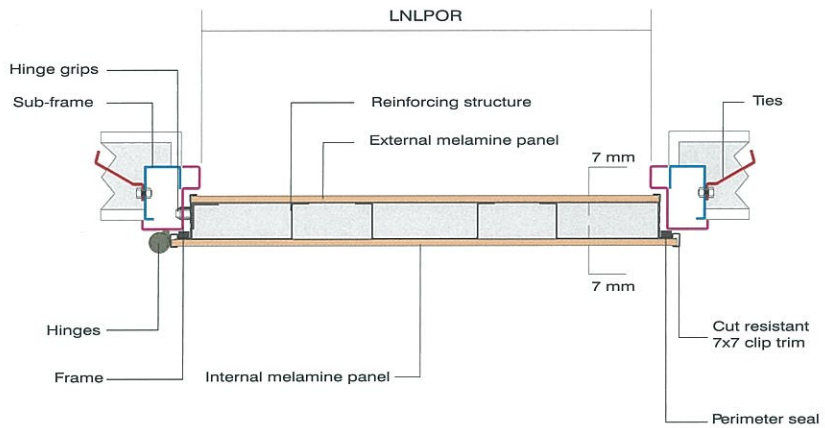 LNLPOR
Hinge grips
Sub-frame
Reinforcing structure
Ties
External melamine panel
7 mm
7 mm
Hinges
Cut resistant
7x7 clip trim
Frame
Internal melamine panel
Perimeter seal